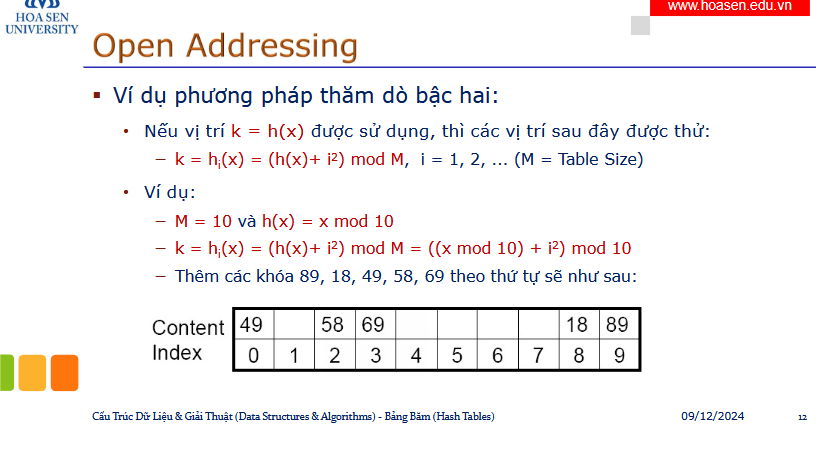 HOA SEN
UNIVERSITY
www.hoasen.edu.vn
Open Addressing
▪ Ví dụ phương pháp thăm dò bậc hai:
• Nếu vị trí k = h(x) được sử dụng, thì các vị trí sau đây được thử:
– k = hᵢ(x) = (h(x)+ i²) mod M, i = 1, 2, ... (M = Table Size)
• Ví dụ:
– M = 10 và h(x) = x mod 10
– k = hᵢ(x) = (h(x)+ i²) mod M = ((x mod 10) + i²) mod 10
– Thêm các khóa 89, 18, 49, 58, 69 theo thứ tự sẽ như sau:
Content 49 58 69 18 89
Index 0 1 2 3 4 5 6 7 8 9
Cấu Trúc Dữ Liệu & Giải Thuật (Data Structures & Algorithms) - Bảng Băm (Hash Tables) 09/12/2024 12